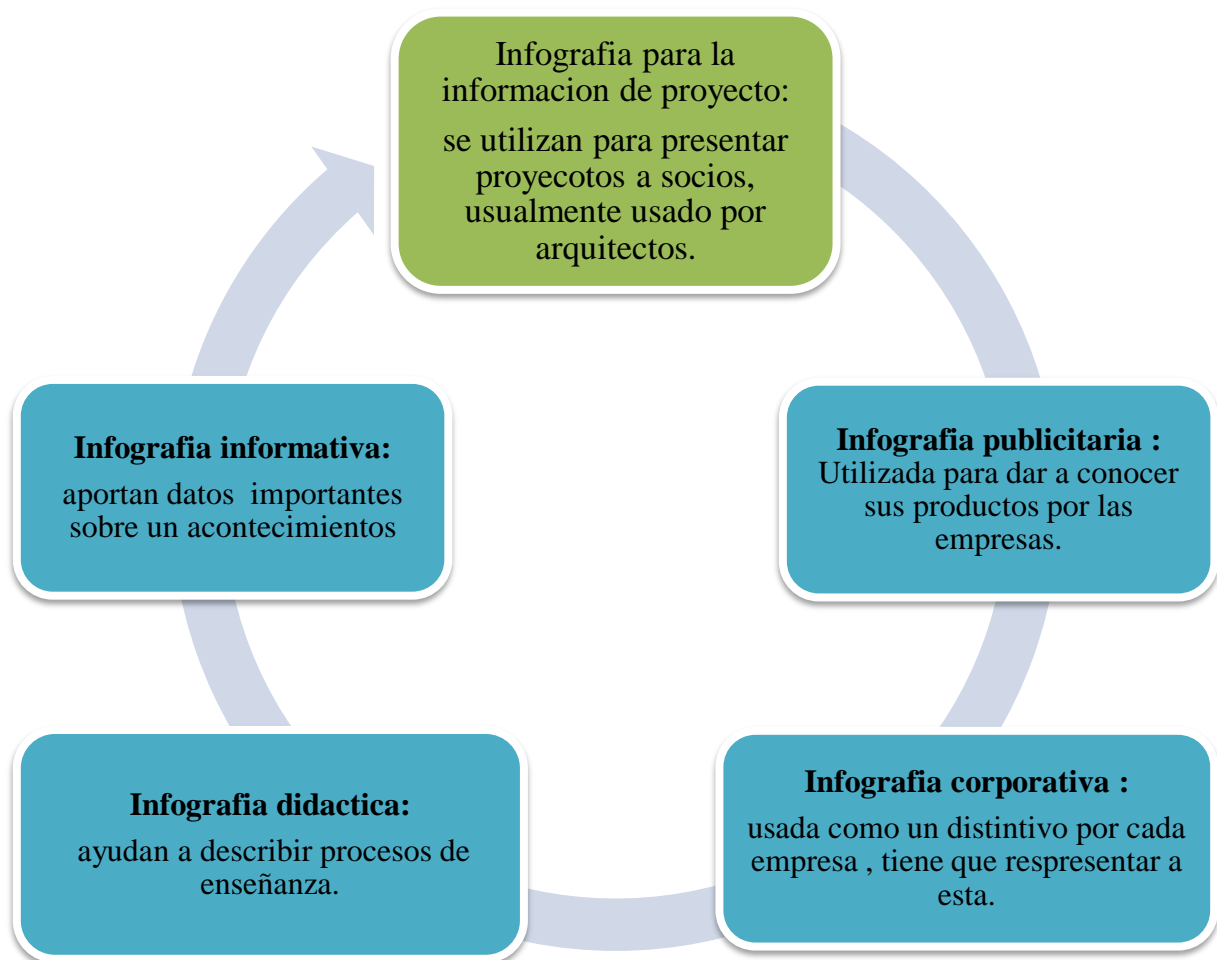 Infografia para la
informacion de proyecto:
se utilizan para presentar
proyecotos a socios,
usualmente usado por
arquitectos.
Infografia publicitaria :
Utilizada para dar a conocer
sus productos por las
empresas.
Infografia corporativa :
usada como un distintivo por cada
empresa , tiene que respresentar a
esta.
Infografia didactica:
ayudan a describir procesos de
enseñanza.
Infografia informativa:
aportan datos  importantes
sobre un acontecimientos